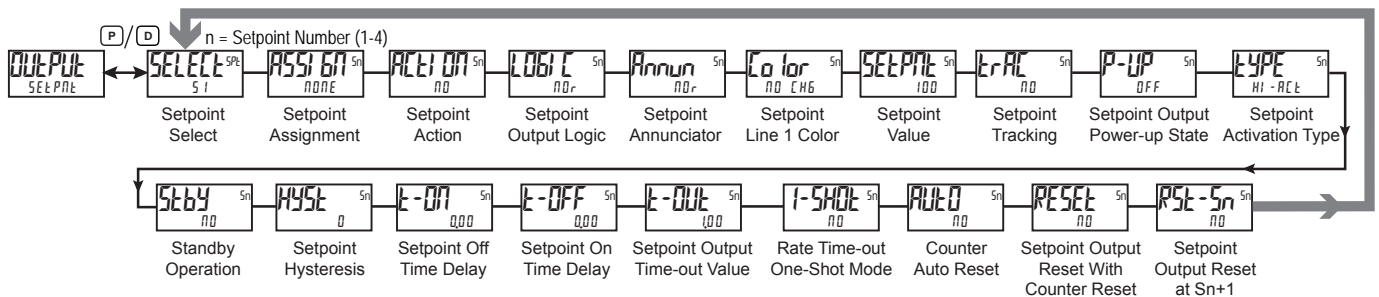 P / D n = Setpoint Number (1-4)
OUtPUt
SEtPNt
SELECt SPt
S1
Setpoint
Select
ASSIGN Sn
NONE
Setpoint
Assignment
ACtION Sn
NO
Setpoint
Action
LOGIC Sn
NOr
Setpoint
Output Logic
Annun Sn
NOr
Setpoint
Annunciator
Color Sn
NO CHG
Setpoint
Line 1 Color
SEtPNt Sn
100
Setpoint
Value
trAC Sn
NO
Setpoint
Tracking
P-UP Sn
OFF
Setpoint Output
Power-up State
tYPE Sn
HI-ACt
Setpoint
Activation Type
Stby Sn
NO
Standby
Operation
HYSt Sn
0
Setpoint
Hysteresis
t-ON Sn
0.00
Setpoint Off
Time Delay
t-OFF Sn
0.00
Setpoint On
Time Delay
t-OUt Sn
1.00
Setpoint Output
Time-out Value
1-SHOt Sn
NO
Rate Time-out
One-Shot Mode
AUtO Sn
NO
Counter
Auto Reset
RESEt Sn
NO
Setpoint Output
Reset With
Counter Reset
RSt-Sn Sn
NO
Setpoint
Output Reset
at Sn+1